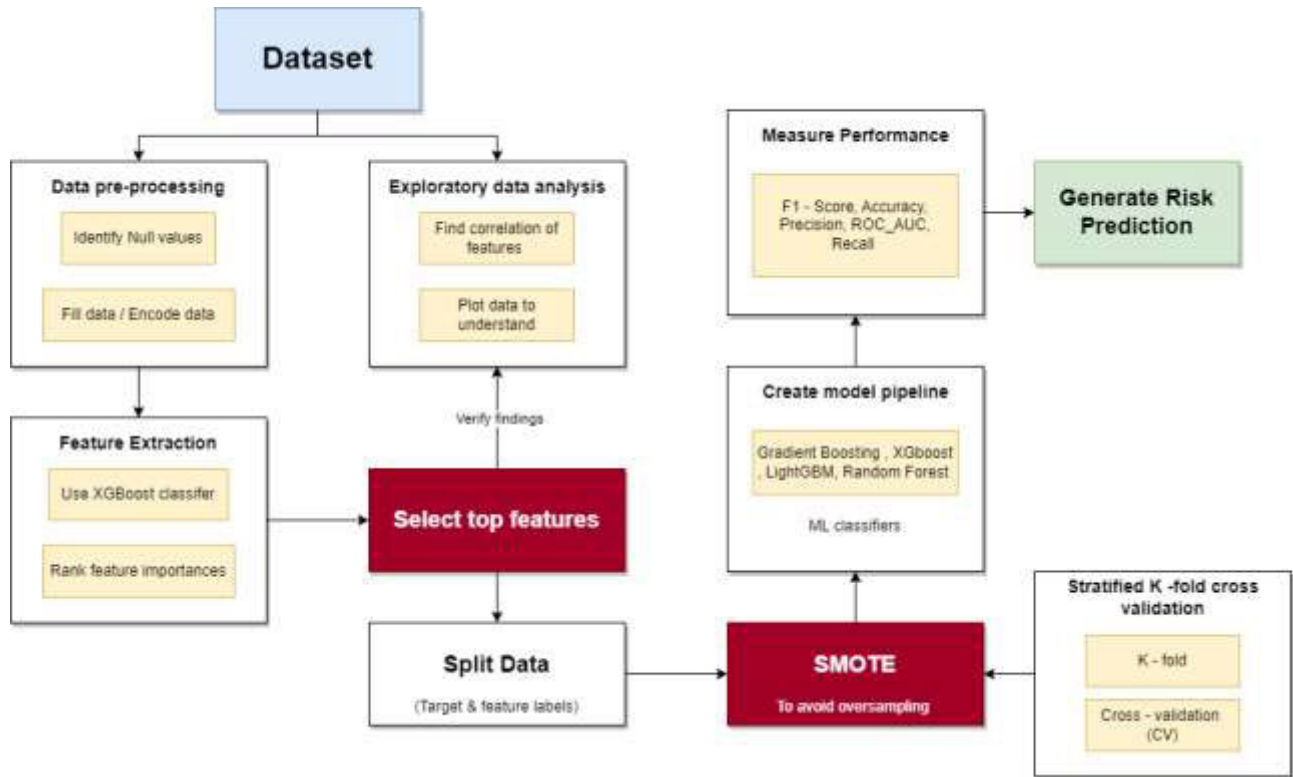 Dataset
Data pre-processing
Identify Null values
Fill data / Encode data
Exploratory data analysis
Find correlation of
features
Plot data to
understand
Verify findings
Feature Extraction
Use XGBoost classifer
Rank feature importances
Select top features
Split Data
(Target & feature labels)
Measure Performance
F1 - Score, Accuracy,
Precision, ROC_AUC,
Recall
Generate Risk
Prediction
Create model pipeline
Gradient Boosting , XGboost
, LightGBM, Random Forest
ML classifiers
SMOTE
To avoid oversampling
Stratified K -fold cross
validation
K - fold
Cross - validation
(CV)